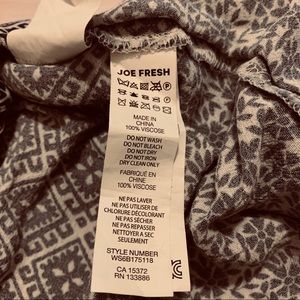 JOE FRESH
MADE IN
CHINA
100% VISCOSE
DO NOT WASH
DO NOT BLEACH
DO NOT DRY
DO NOT IRON
DRY CLEAN ONLY
FABRIQUÉ EN
CHINE
100% VISCOSE
NE PAS LAVER
NE PAS UTILISER DE
CHLORURE DÉCOLORANT
NE PAS SÉCHER
NE PAS REPASSER
NETTOYER A SEC
SEULEMENT
STYLE NUMBER
WS6B175118
CA 15372
RN 133886